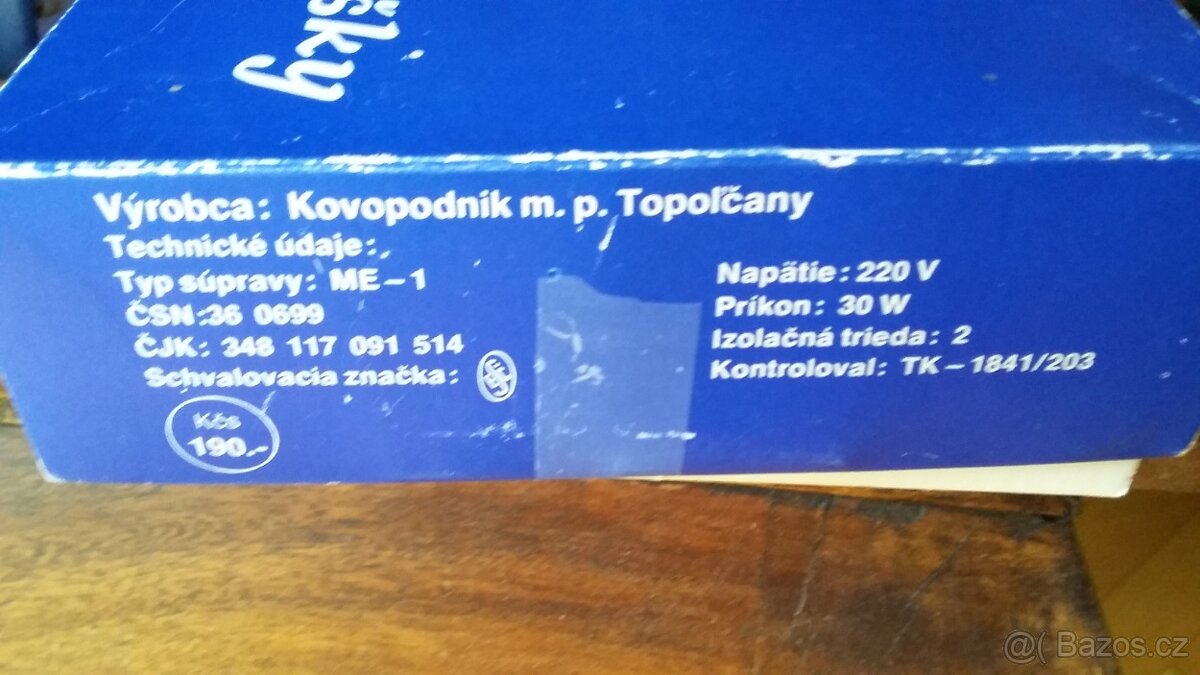 šky
Výrobca: Kovopodnik m. p. Topoľčany
Technické údaje:
Typ súpravy: ME-1
ČSN:36 0699
ČJK: 348 117 091 514
Schvalovacia značka:
Kčs
190.-
Napätie: 220 V
Príkon: 30 W
Izolačná trieda: 2
Kontroloval: TK-1841/203
@( Bazos.cz